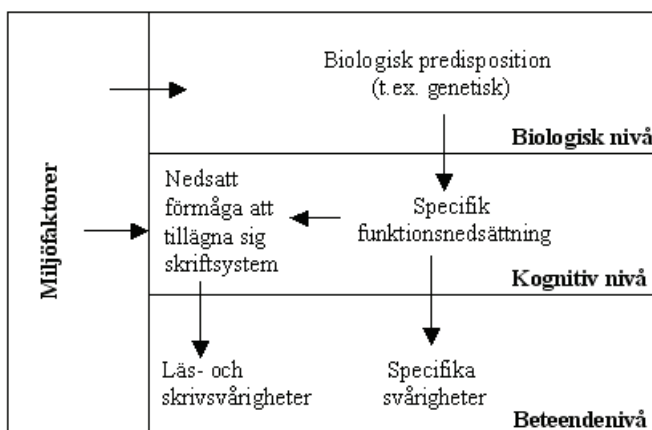 Miljöfaktorer
Biologisk predisposition
(t.ex. genetisk)
Biologisk nivå
Nedsatt
förmåga att
tillägna sig
skriftsystem
Specifik
funktionsnedsättning
Kognitiv nivå
Läs- och
skrivsvårigheter
Specifika
svårigheter
Beteendenivå